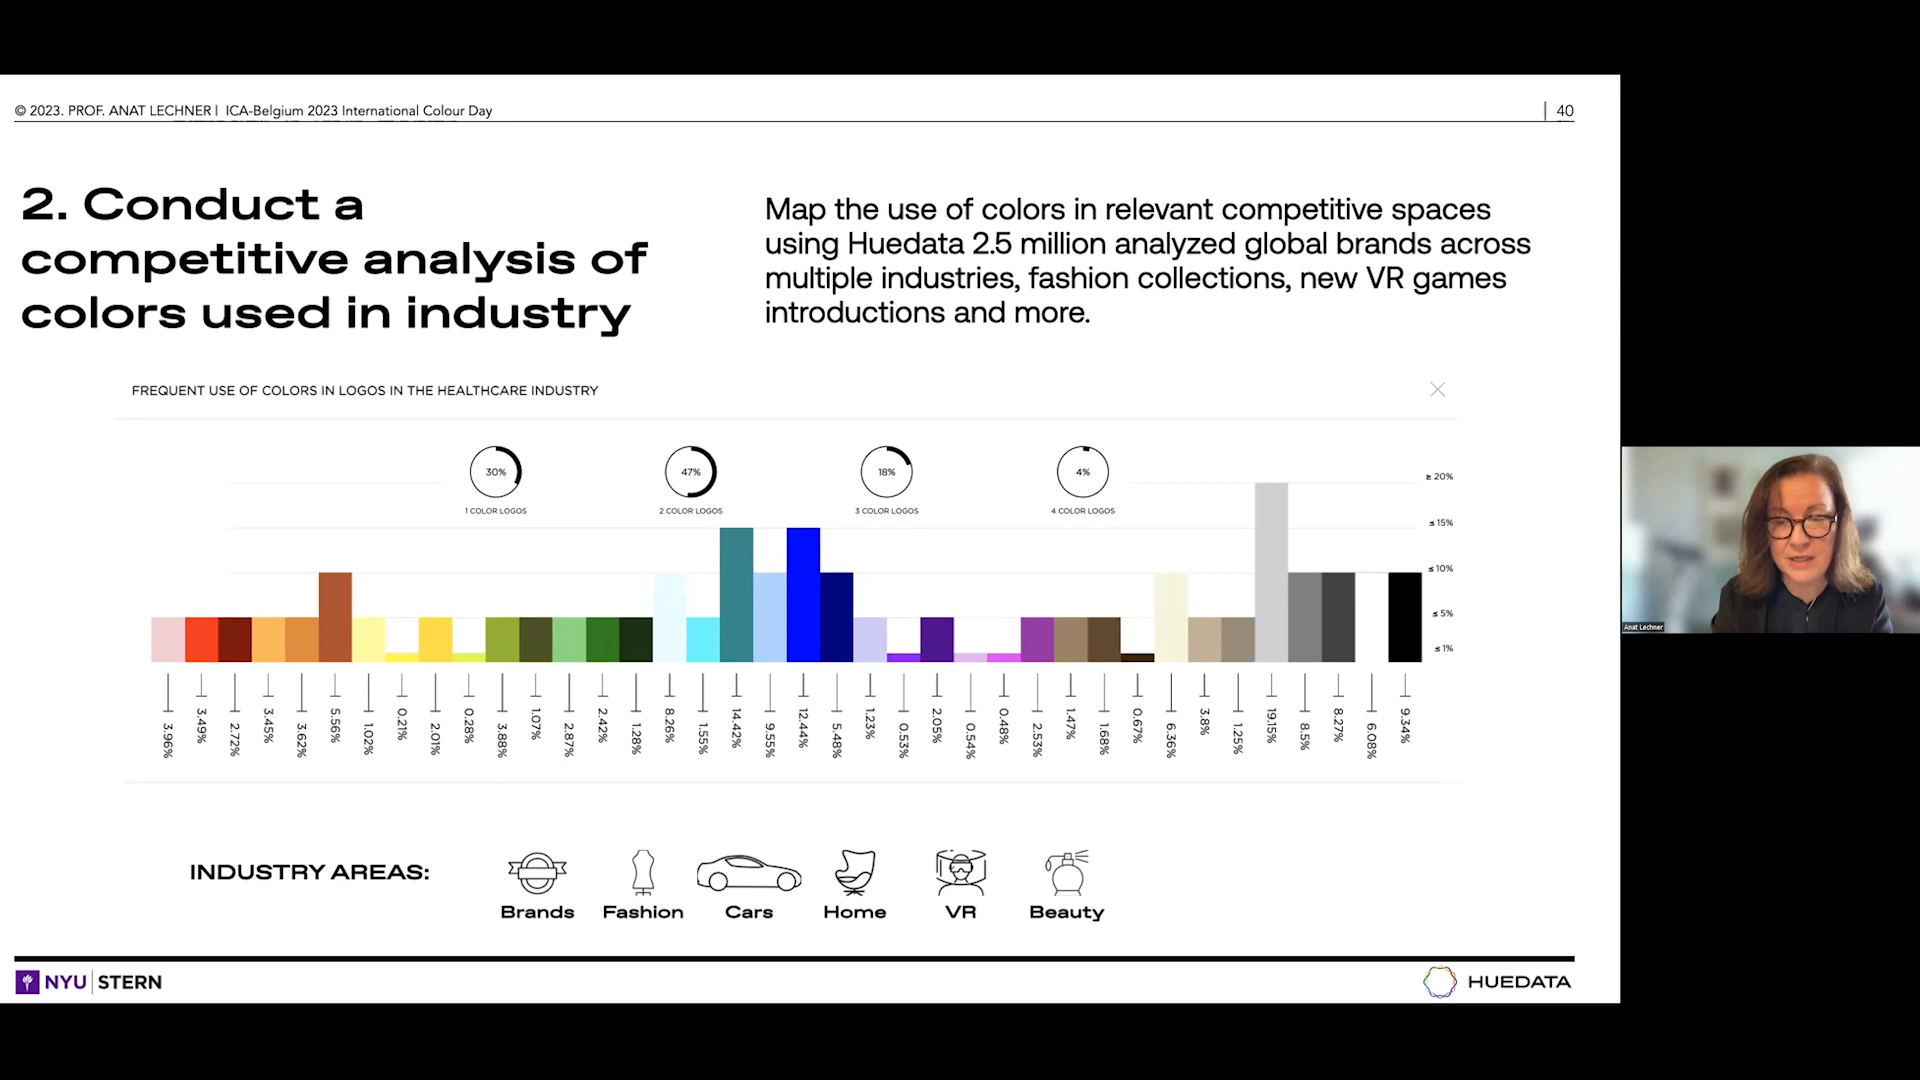 © 2023. PROF. ANAT LECHNER | ICA-Belgium 2023 International Colour Day
40
2. Conduct a
competitive analysis of
colors used in industry
Map the use of colors in relevant competitive spaces
using Huedata 2.5 million analyzed global brands across
multiple industries, fashion collections, new VR games
introductions and more.
FREQUENT USE OF COLORS IN LOGOS IN THE HEALTHCARE INDUSTRY
30%
1 COLOR LOGOS
47%
2 COLOR LOGOS
18%
3 COLOR LOGOS
4%
4 COLOR LOGOS
≥ 20%
≤ 15%
≤ 10%
≤ 5%
≤ 1%
3.96%
3.49%
2.72%
3.45%
3.62%
5.56%
1.02%
0.21%
2.01%
0.28%
3.88%
1.07%
2.87%
2.42%
1.28%
8.26%
1.55%
14.42%
9.55%
12.44%
5.48%
1.23%
0.53%
2.05%
0.54%
0.48%
2.53%
1.47%
1.68%
0.67%
6.36%
3.8%
1.25%
19.15%
8.5%
8.27%
6.08%
9.34%
INDUSTRY AREAS:
Brands
Fashion
Cars
Home
VR
Beauty
NYU | STERN
HUEDATA
Anat Lechner